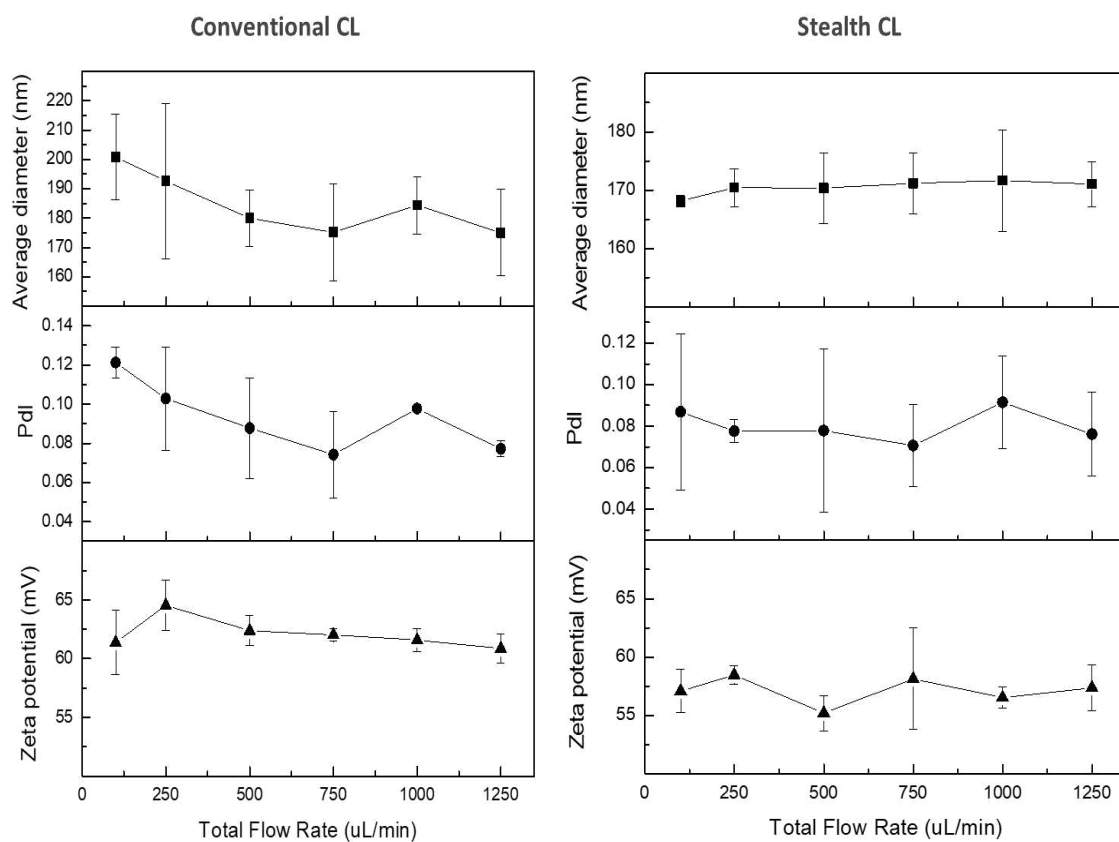 Conventional CL
Average diameter (nm)
220
210
200
190
180
170
160
PdI
0.14
0.12
0.10
0.08
0.06
0.04
Zeta potential (mV)
65
60
55
0 250 500 750 1000 1250
Total Flow Rate (uL/min)
Stealth CL
Average diameter (nm)
180
170
160
PdI
0.12
0.10
0.08
0.06
0.04
Zeta potential (mV)
65
60
55
0 250 500 750 1000 1250
Total Flow Rate (uL/min)